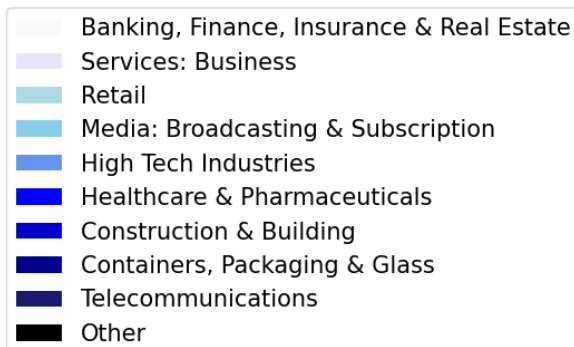 Banking, Finance, Insurance & Real Estate
Services: Business
Retail
Media: Broadcasting & Subscription
High Tech Industries
Healthcare & Pharmaceuticals
Construction & Building
Containers, Packaging & Glass
Telecommunications
Other